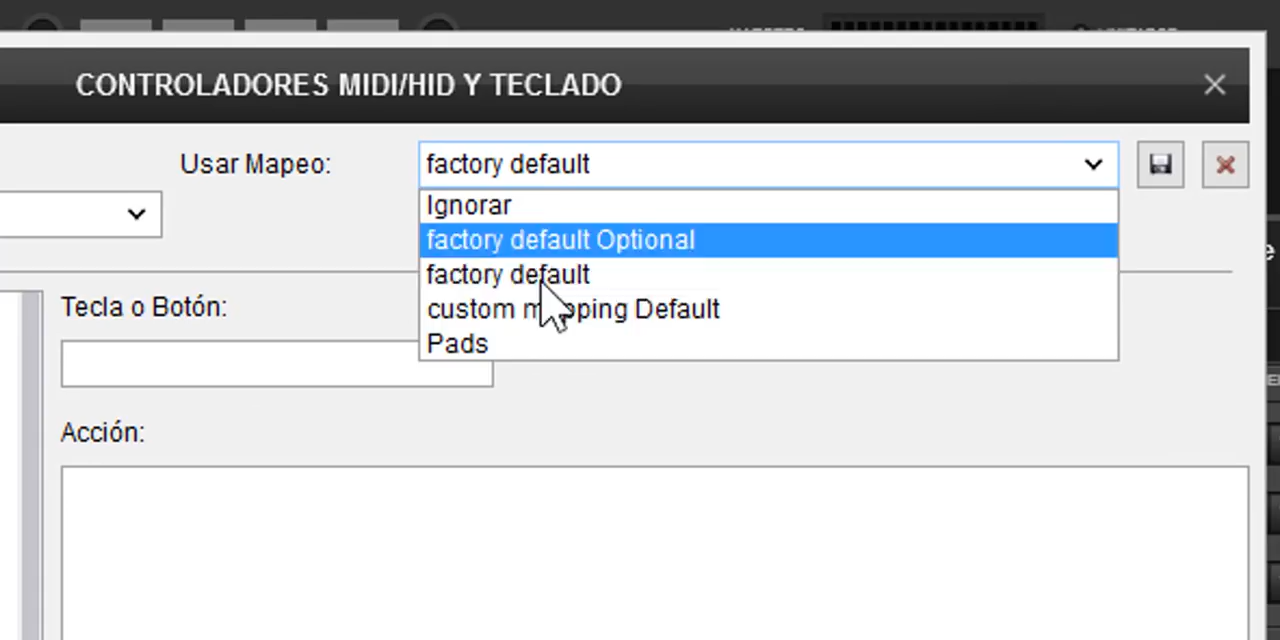 CONTROLADORES MIDI/HID Y TECLADO
Usar Mapeo: factory default
Ignorar
factory default Optional
factory default
custom mapping Default
Pads
Tecla o Botón:
Acción: